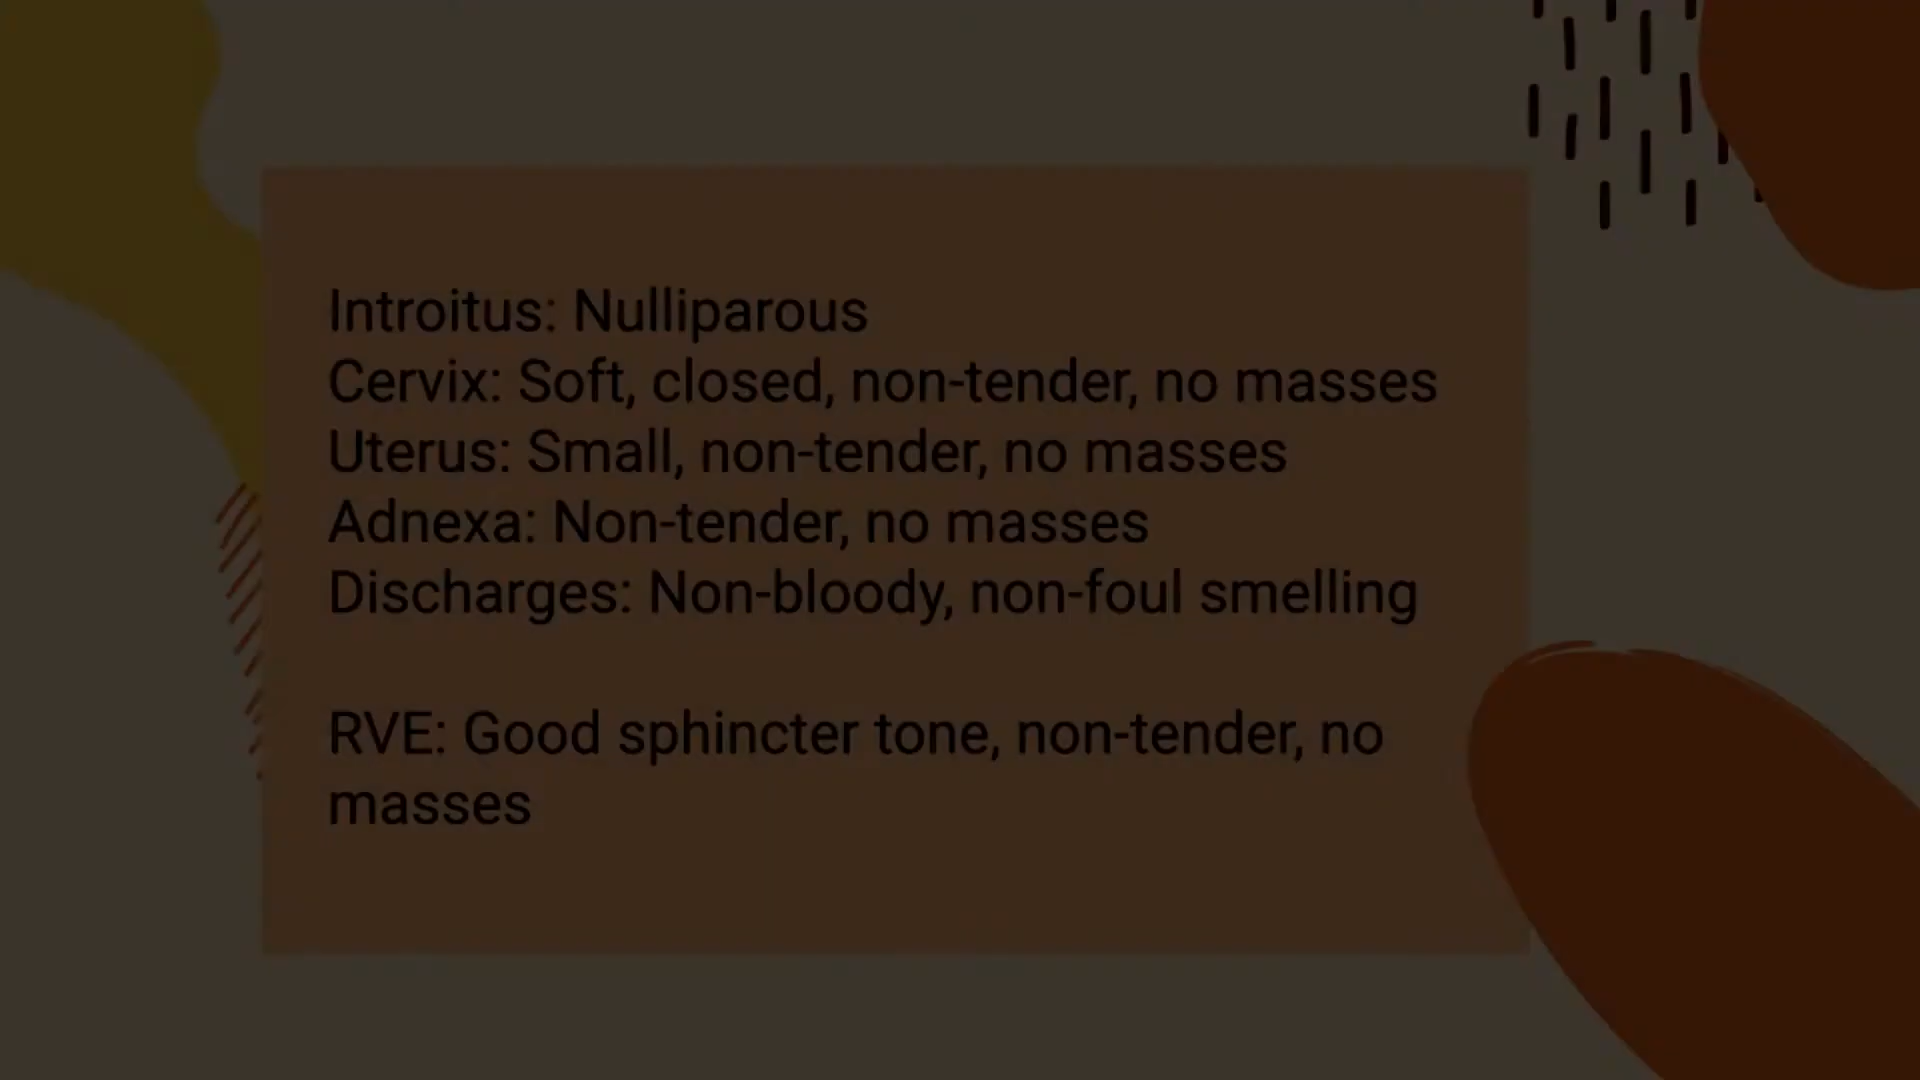 Introitus: Nulliparous
Cervix: Soft, closed, non-tender, no masses
Uterus: Small, non-tender, no masses
Adnexa: Non-tender, no masses
Discharges: Non-bloody, non-foul smelling
RVE: Good sphincter tone, non-tender, no
masses